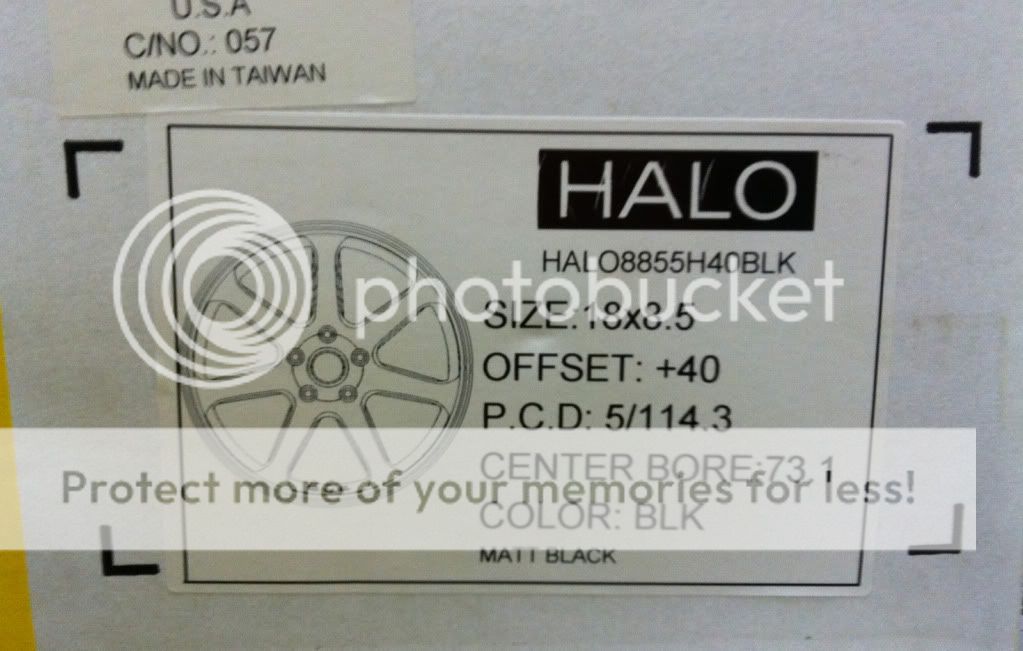 U.S.A
C/NO.: 057
MADE IN TAIWAN
HALO
HALO8855H40BLK
photobucket
SIZE:18x8.5
OFFSET: +40
P.C.D: 5/114.3
CENTER BORE:73.1
Protect more of your memories for less!
COLOR: BLK
MATT BLACK